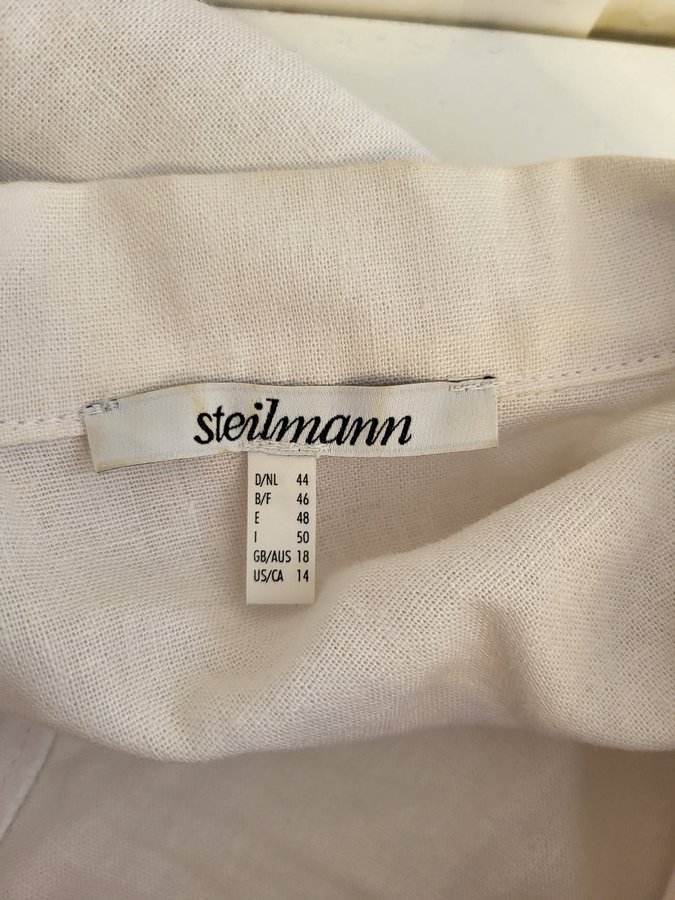 steilmann
D/NL 44
B/F 46
E 48
I 50
GB/AUS 18
US/CA 14